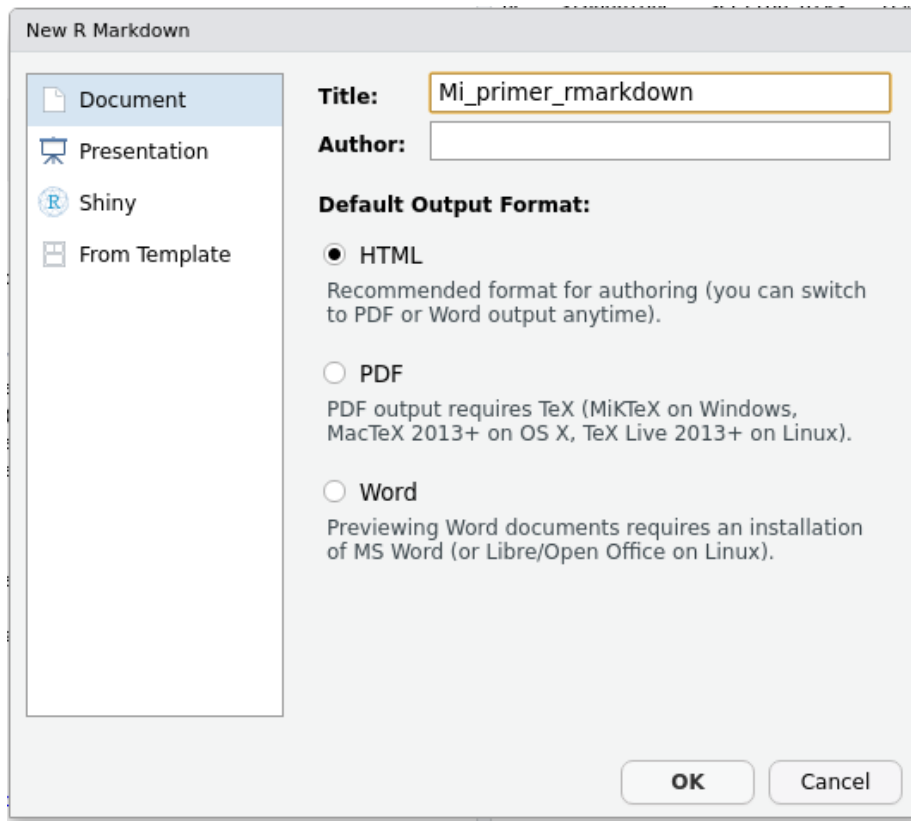 New R Markdown
Document
Presentation
Shiny
From Template
Title:
Mi_primer_rmarkdown
Author:
Default Output Format:
HTML
Recommended format for authoring (you can switch
to PDF or Word output anytime).
PDF
PDF output requires TeX (MiKTeX on Windows,
MacTeX 2013+ on OS X, TeX Live 2013+ on Linux).
Word
Previewing Word documents requires an installation
of MS Word (or Libre/Open Office on Linux).
OK
Cancel